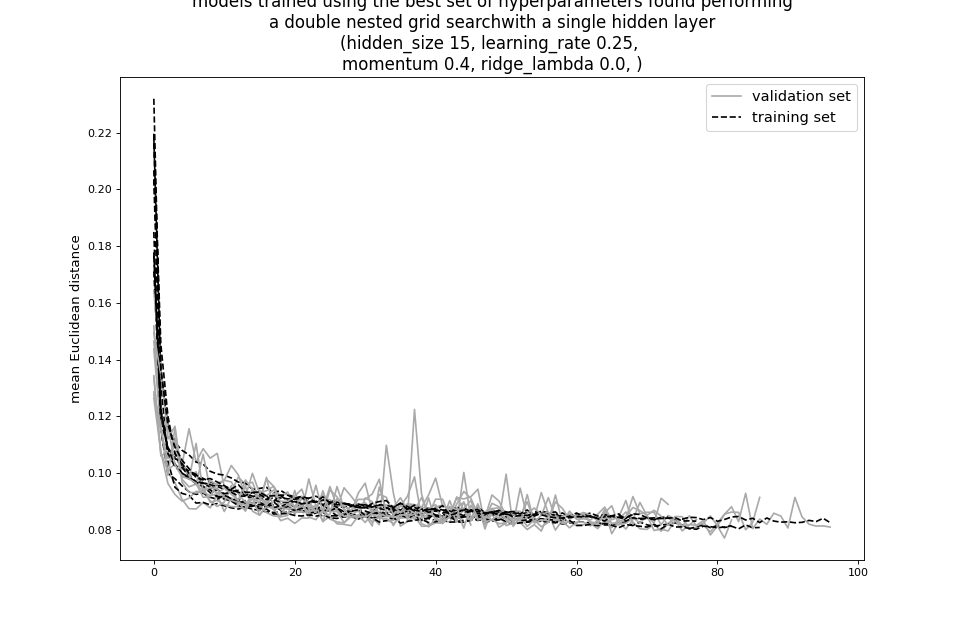 models trained using the best set of hyperparameters found performing
a double nested grid searchwith a single hidden layer
(hidden_size 15, learning_rate 0.25,
momentum 0.4, ridge_lambda 0.0, )
validation set
training set
mean Euclidean distance
0.22
0.20
0.18
0.16
0.14
0.12
0.10
0.08
0 20 40 60 80 100